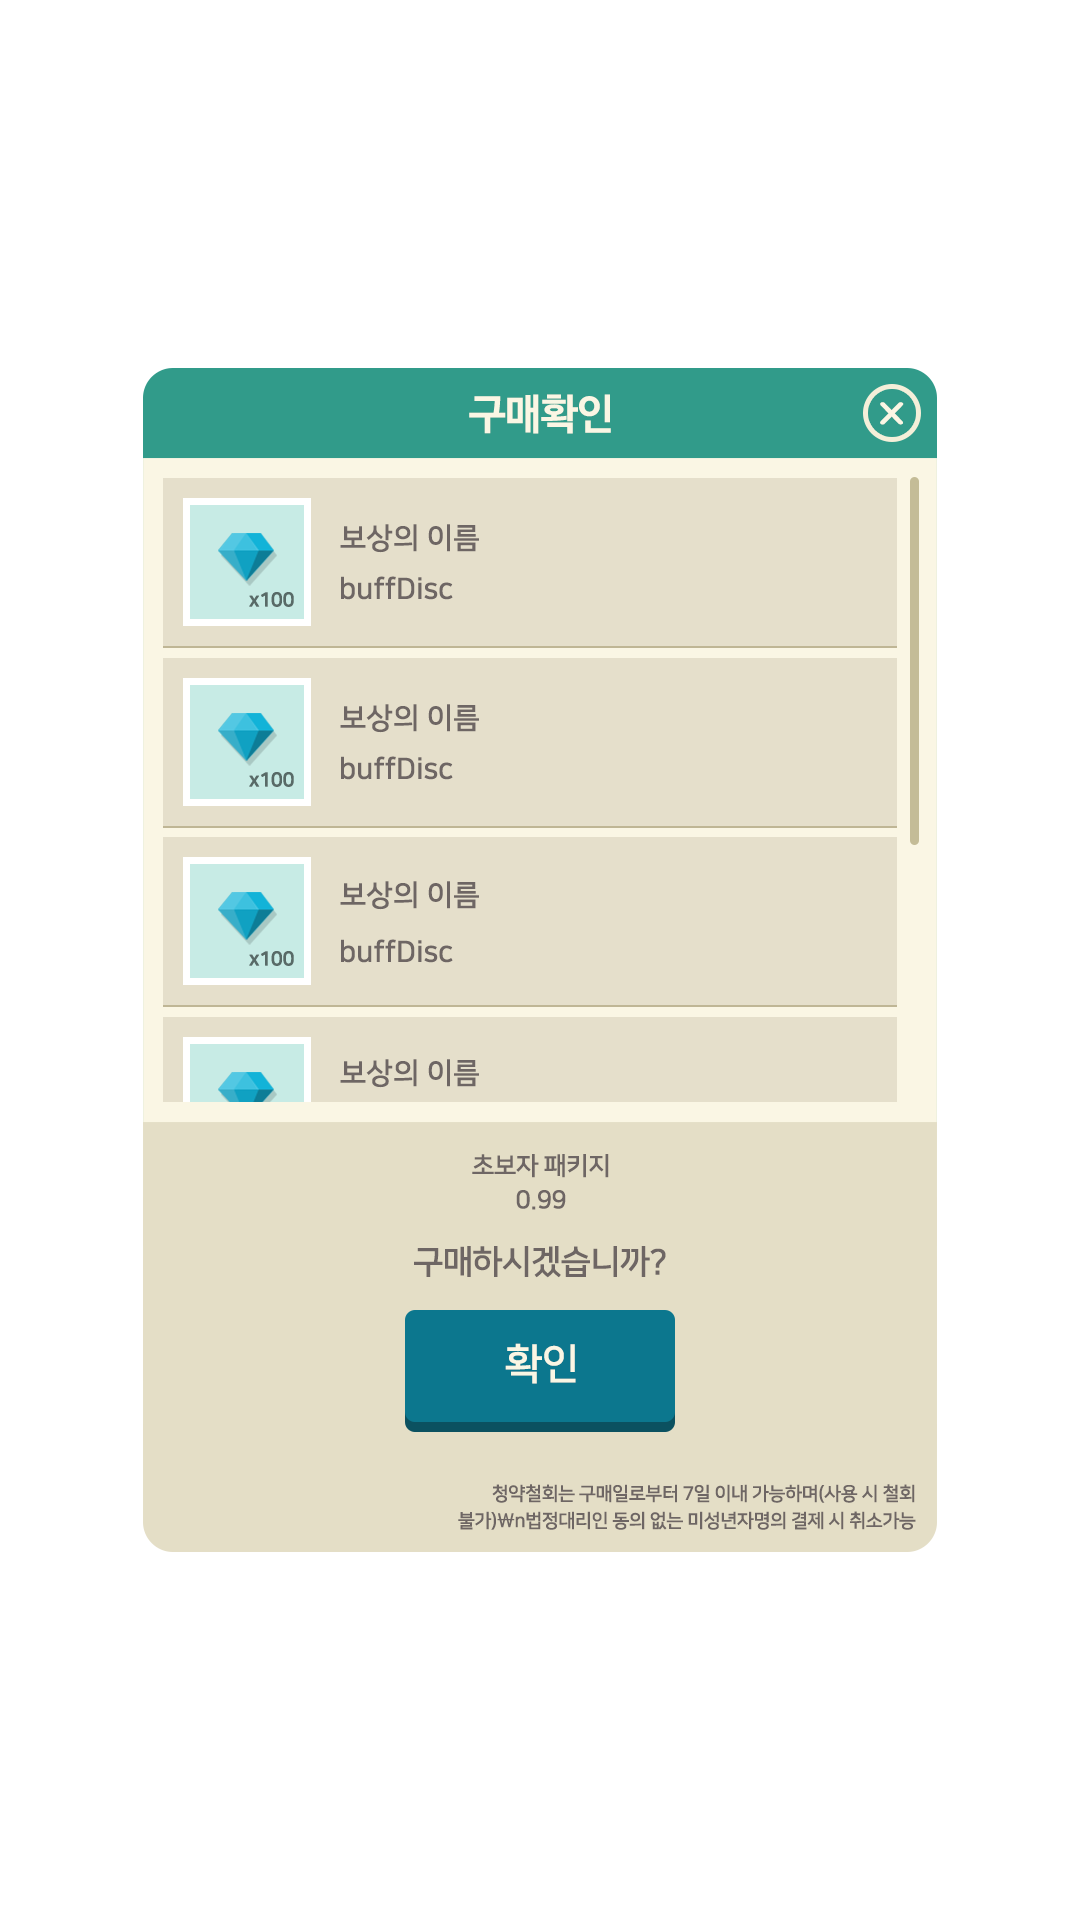 구매확인
보상의 이름
buffDisc
x100
보상의 이름
buffDisc
x100
보상의 이름
buffDisc
x100
보상의 이름
초보자 패키지
0.99
구매하시겠습니까?
확인
청약철회는 구매일로부터 7일 이내 가능하며(사용 시 철회
불가)₩n법정대리인 동의 없는 미성년자명의 결제 시 취소가능